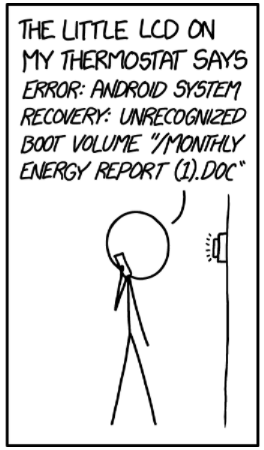 THE LITTLE LCD ON
MY THERMOSTAT SAYS
ERROR: ANDROID SYSTEM
RECOVERY: UNRECOGNIZED
BOOT VOLUME "/MONTHLY
ENERGY REPORT (1).DOC"